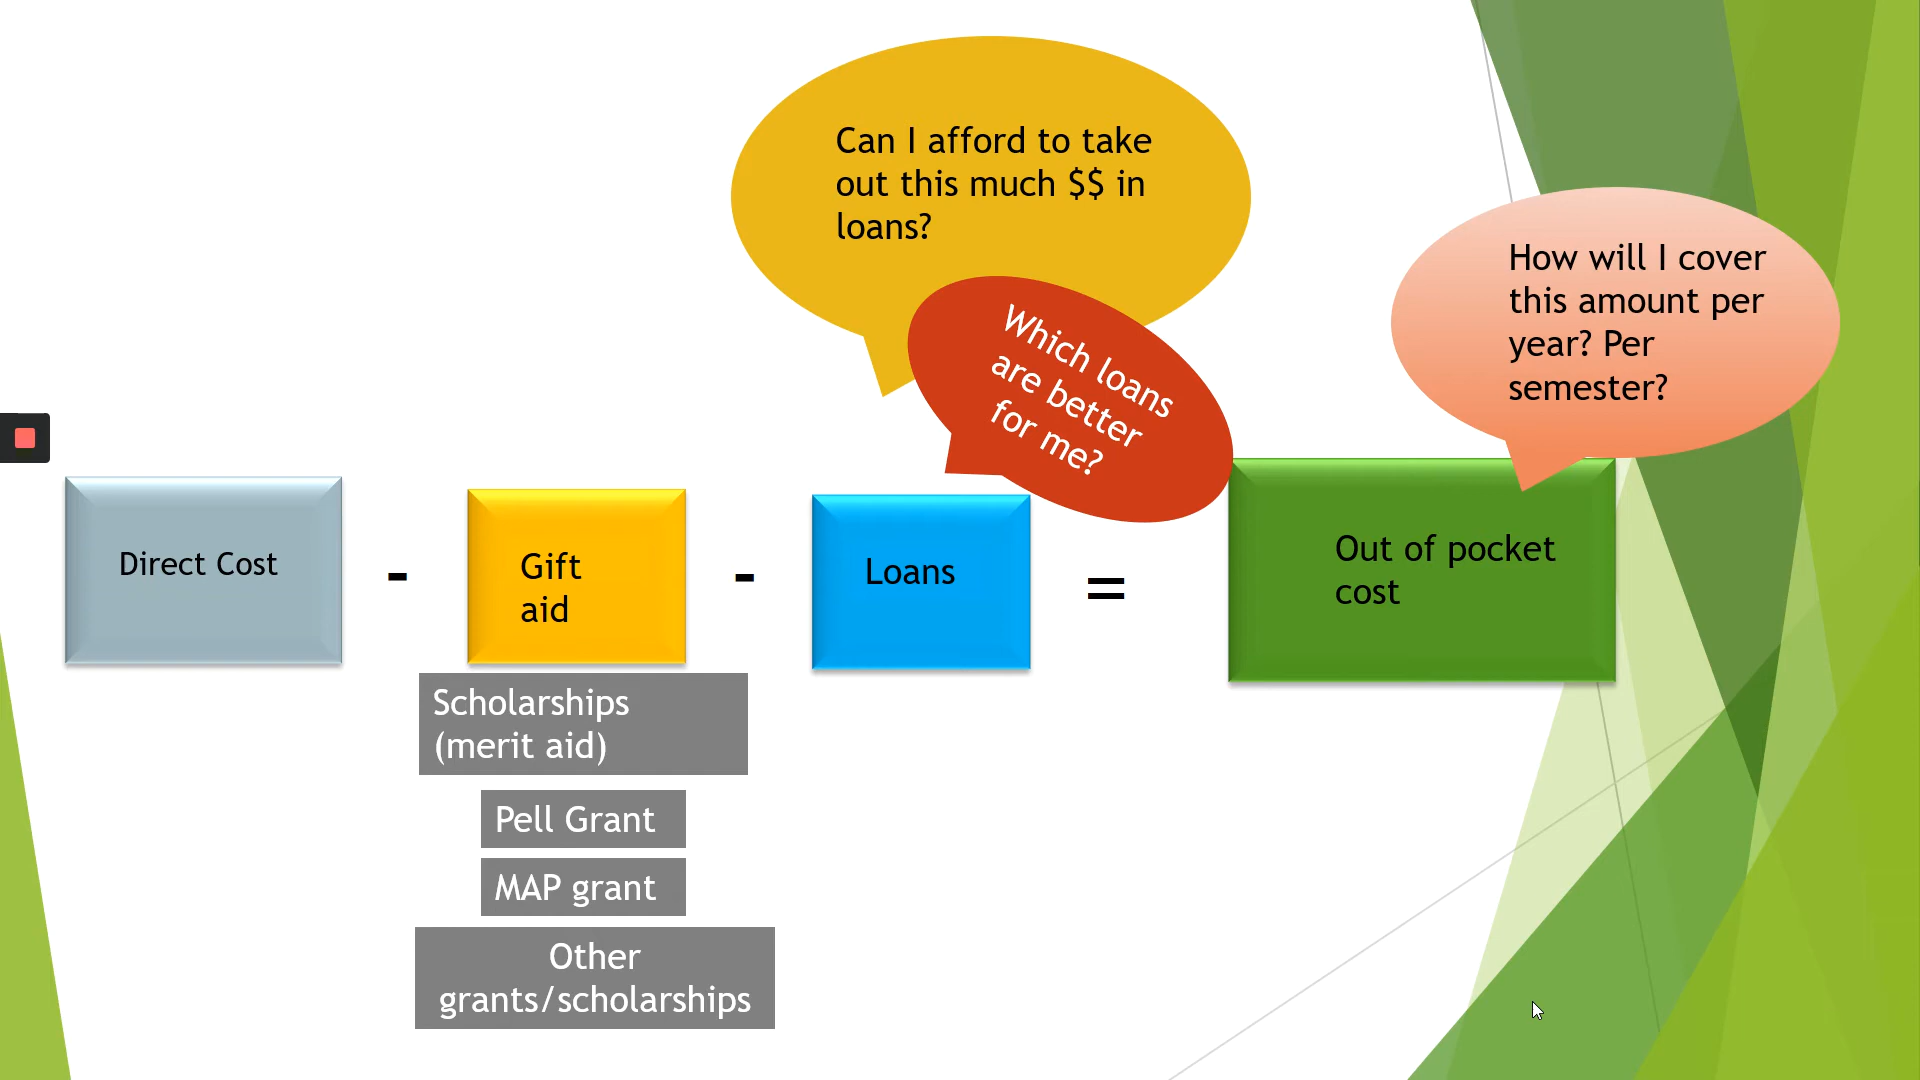 Can I afford to take
out this much $$ in
loans?
Which loans
are better
for me?
How will I cover
this amount per
year? Per
semester?
Direct Cost
-
Gift
aid
-
Loans
=
Out of pocket
cost
Scholarships
(merit aid)
Pell Grant
MAP grant
Other
grants/scholarships